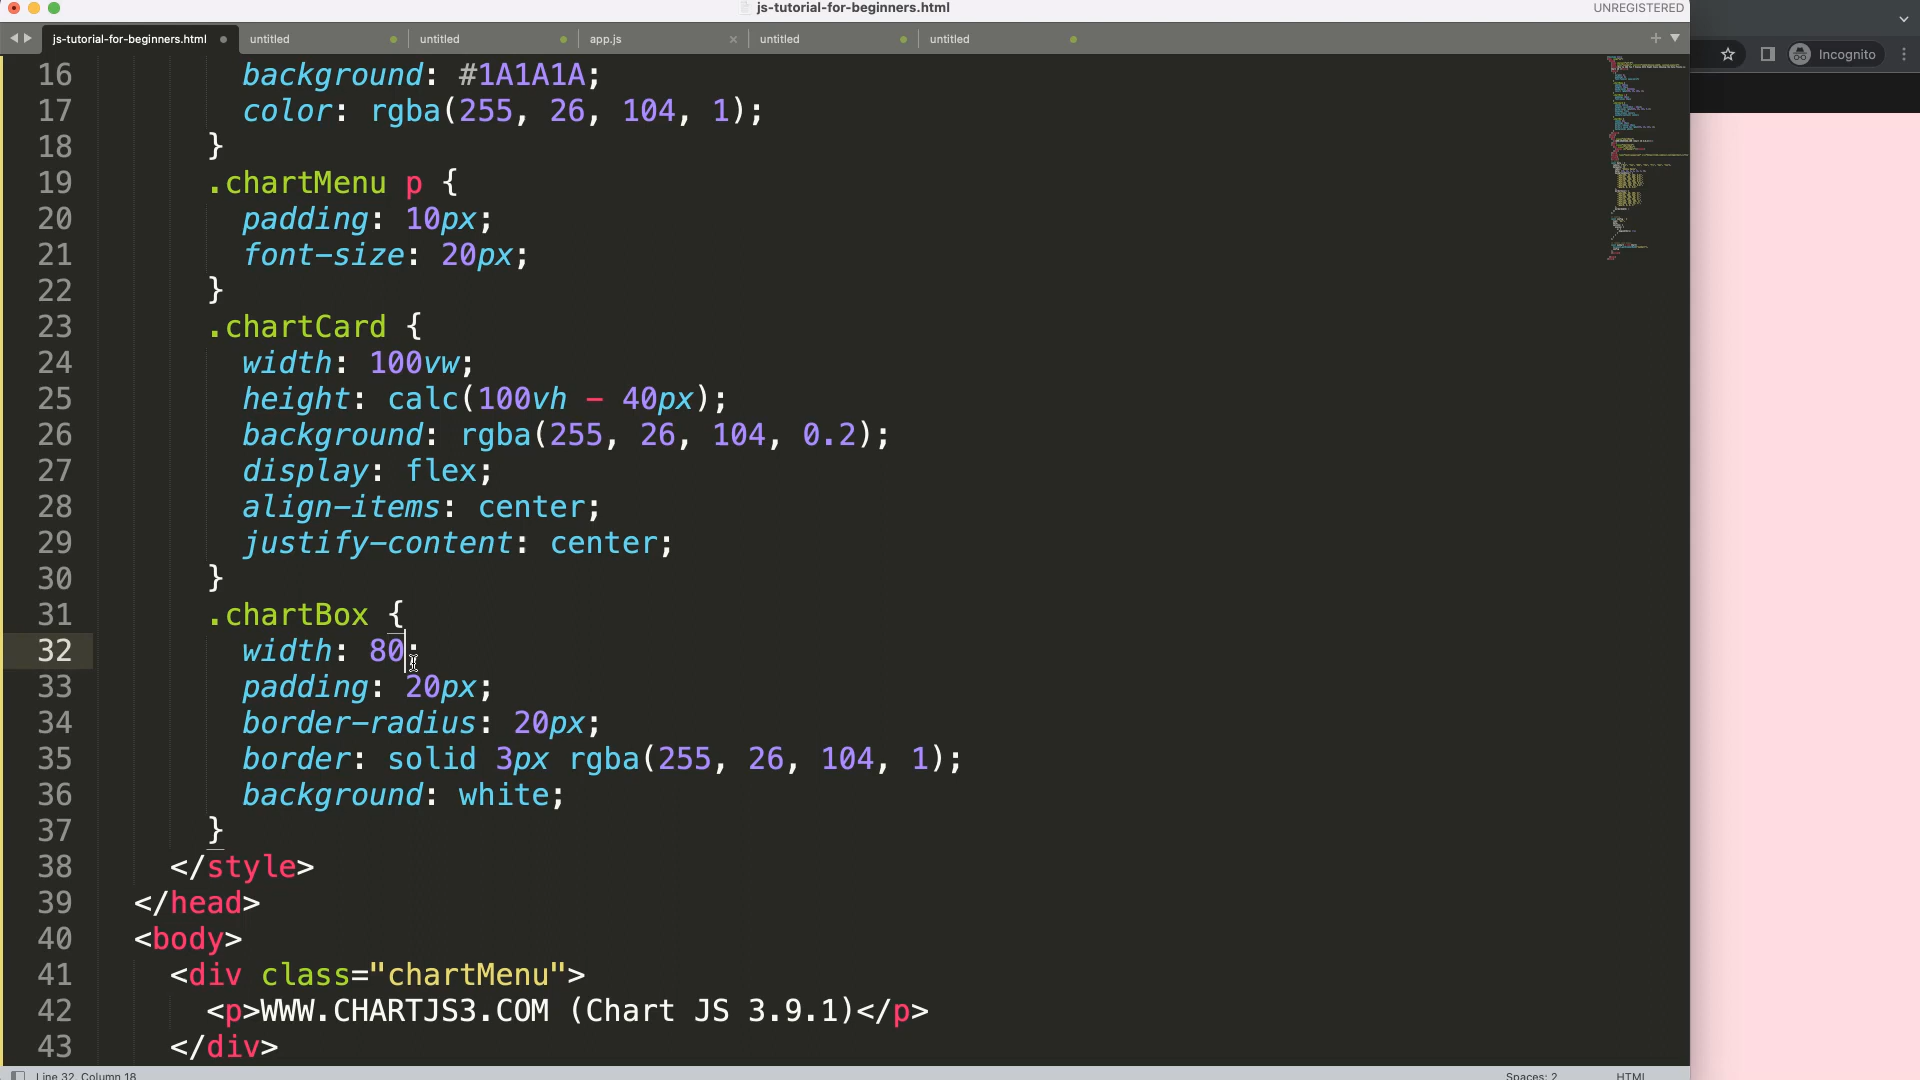 js-tutorial-for-beginners.html
UNREGISTERED
js-tutorial-for-beginners.html
untitled
untitled
app.js
untitled
untitled
Incognito
16 background: #1A1A1A;
17 color: rgba(255, 26, 104, 1);
18 }
19 .chartMenu p {
20 padding: 10px;
21 font-size: 20px;
22 }
23 .chartCard {
24 width: 100vw;
25 height: calc(100vh - 40px);
26 background: rgba(255, 26, 104, 0.2);
27 display: flex;
28 align-items: center;
29 justify-content: center;
30 }
31 .chartBox {
32 width: 80;
33 padding: 20px;
34 border-radius: 20px;
35 border: solid 3px rgba(255, 26, 104, 1);
36 background: white;
37 }
38 </style>
39 </head>
40 <body>
41 <div class="chartMenu">
42 <p>WWW.CHARTJS3.COM (Chart JS 3.9.1)</p>
43 </div>
Line 32, Column 18
Spaces: 2
HTML